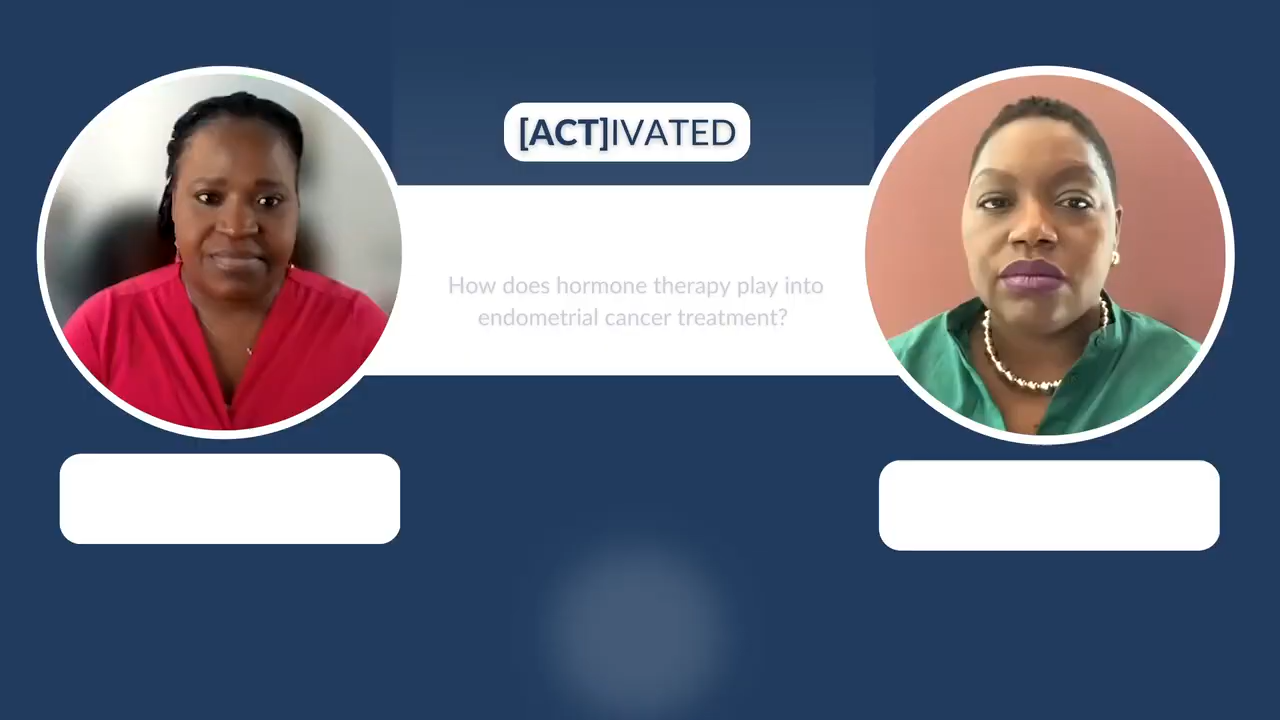 [ACT]IVATED
How does hormone therapy play into
endometrial cancer treatment?